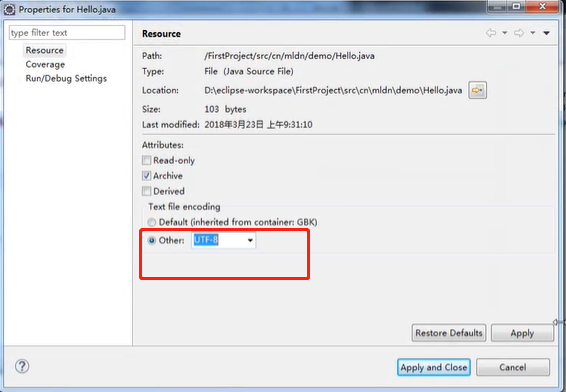 Properties for Hello.java
type filter text
Resource
Coverage
Run/Debug Settings
Resource
Path: /FirstProject/src/cn/mldn/demo/Hello.java
Type: File (Java Source File)
Location: D:\eclipse-workspace\FirstProject\src\cn\mldn\demo\Hello.java
Size: 103 bytes
Last modified: 2018年3月23日 上午9:31:10
Attributes:
Read-only
Archive
Derived
Text file encoding
Default (inherited from container: GBK)
Other: UTF-8
Restore Defaults Apply
Apply and Close Cancel